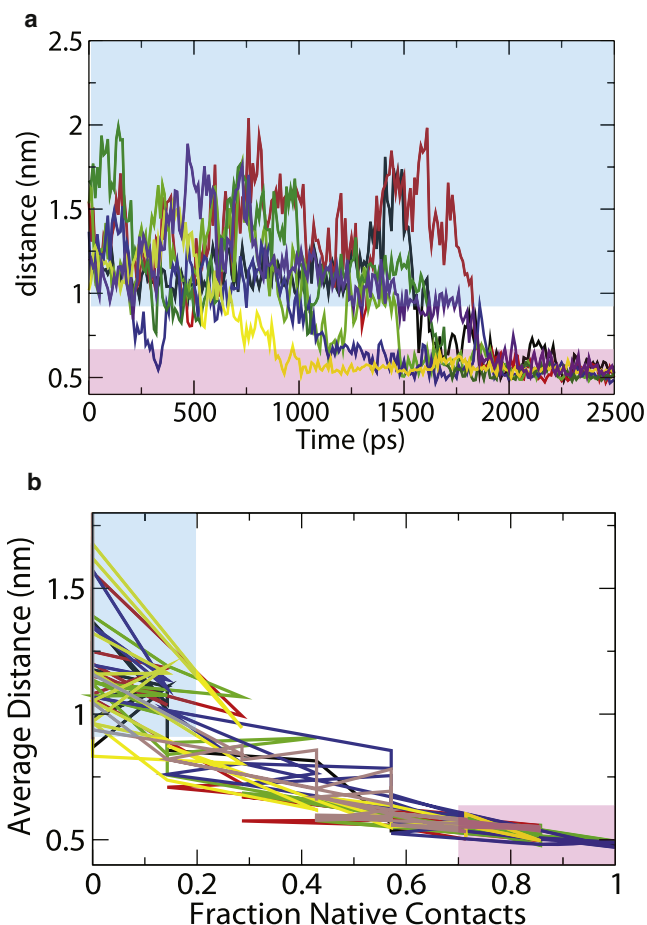 a
2.5
2
1.5
1
0.5
distance (nm)
0 500 1000 1500 2000 2500
Time (ps)
b
1.5
1
0.5
Average Distance (nm)
0 0.2 0.4 0.6 0.8 1
Fraction Native Contacts